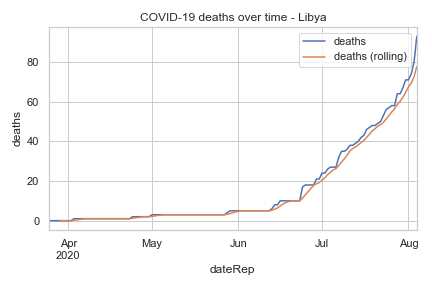 COVID-19 deaths over time - Libya
deaths
deaths (rolling)
80
60
40
20
0
deaths
Apr
2020
May
Jun
Jul
Aug
dateRep